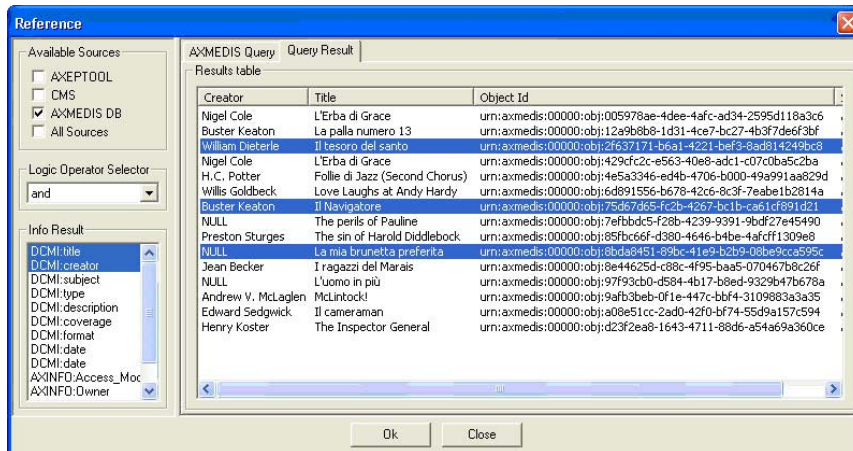 Reference
Available Sources
AXEPTOOL
CMS
AXMEDIS DB
All Sources
Logic Operator Selector
and
Info Result
DCMI:title
DCMI:creator
DCMI:subject
DCMI:type
DCMI:description
DCMI:coverage
DCMI:format
DCMI:date
DCMI:date
AXINFO:Access_Moc
AXINFO:Owner
AXMEDIS Query Query Result
Results table
Creator Title Object Id
Nigel Cole L'Erba di Grace urn:axmedis:00000:obj:005978ae-4dee-4afc-ad34-2595d118a3c6
Buster Keaton La palla numero 13 urn:axmedis:00000:obj:12a9b8b8-1d31-4ce7-bc27-4b3f7de6f3bf
William Dieterle Il tesoro del santo urn:axmedis:00000:obj:2f637171-b6a1-4221-bef3-8ad814249bc8
Nigel Cole L'Erba di Grace urn:axmedis:00000:obj:429cfc2c-e563-40e8-adc1-c07c0ba5c2ba
H.C. Potter Follie di Jazz (Second Chorus) urn:axmedis:00000:obj:4e5a3346-ed4b-4706-b000-49a991aa829d
Willis Goldbeck Love Laughs at Andy Hardy urn:axmedis:00000:obj:6d891556-b678-42c6-8c3f-7eabe1b2814a
Buster Keaton Il Navigatore urn:axmedis:00000:obj:75d67d65-fc2b-4267-bc1b-ca61cf891d21
NULL The perils of Pauline urn:axmedis:00000:obj:7efbbdc5-f28b-4239-9391-9bdf27e45490
Preston Sturges The sin of Harold Diddlebock urn:axmedis:00000:obj:85fbc66f-d380-4646-b4be-4afcff1309e8
NULL La mia brunetta preferita urn:axmedis:00000:obj:8bda8451-89bc-41e9-b2b9-08be9cca595c
Jean Becker I ragazzi del Marais urn:axmedis:00000:obj:8e44625d-c88c-4f95-baa5-070467b8c26f
NULL L'uomo in più urn:axmedis:00000:obj:97f93cb0-d584-4b17-b8ed-9329b47b678a
Andrew V. McLaglen McLintock! urn:axmedis:00000:obj:9afb3beb-0f1e-447c-bbf4-3109883a3a35
Edward Sedgwick Il cameraman urn:axmedis:00000:obj:a08e51cc-2ad0-42f0-bf74-55d9a157c594
Henry Koster The Inspector General urn:axmedis:00000:obj:d23f2ea8-1643-4711-88d6-a54a69a360ce
Ok Close